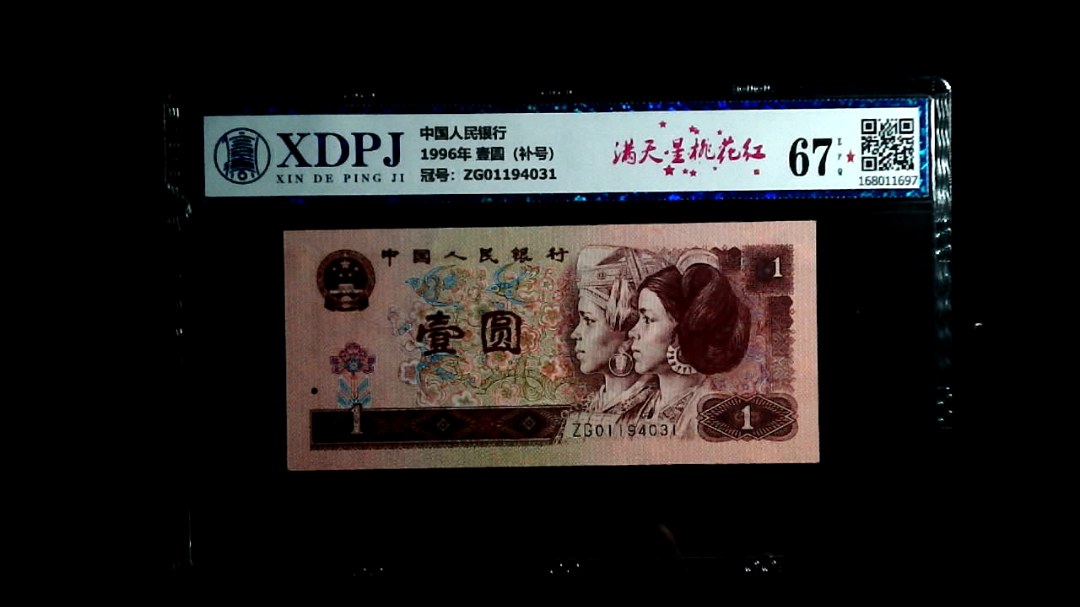 XDPJ
XIN DE PING JI
中国人民银行
1996年 壹圆（补号）
冠号：ZG01194031
满天星桃花红
67
EPQ
168011697
中国人民银行
1
壹圆
1
ZG01194031
1